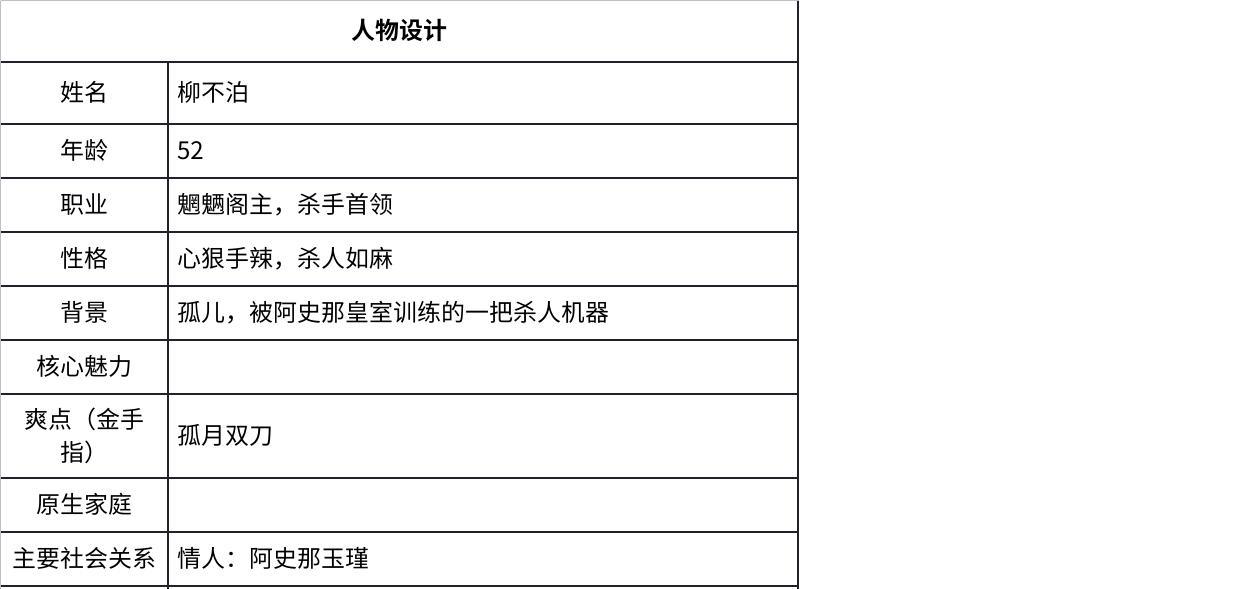 人物设计
姓名
柳不泊
年龄
52
职业
魍魉阁主，杀手首领
性格
心狠手辣，杀人如麻
背景
孤儿，被阿史那皇室训练的一把杀人机器
核心魅力
爽点（金手
指）
孤月双刀
原生家庭
主要社会关系
情人：阿史那玉瑾